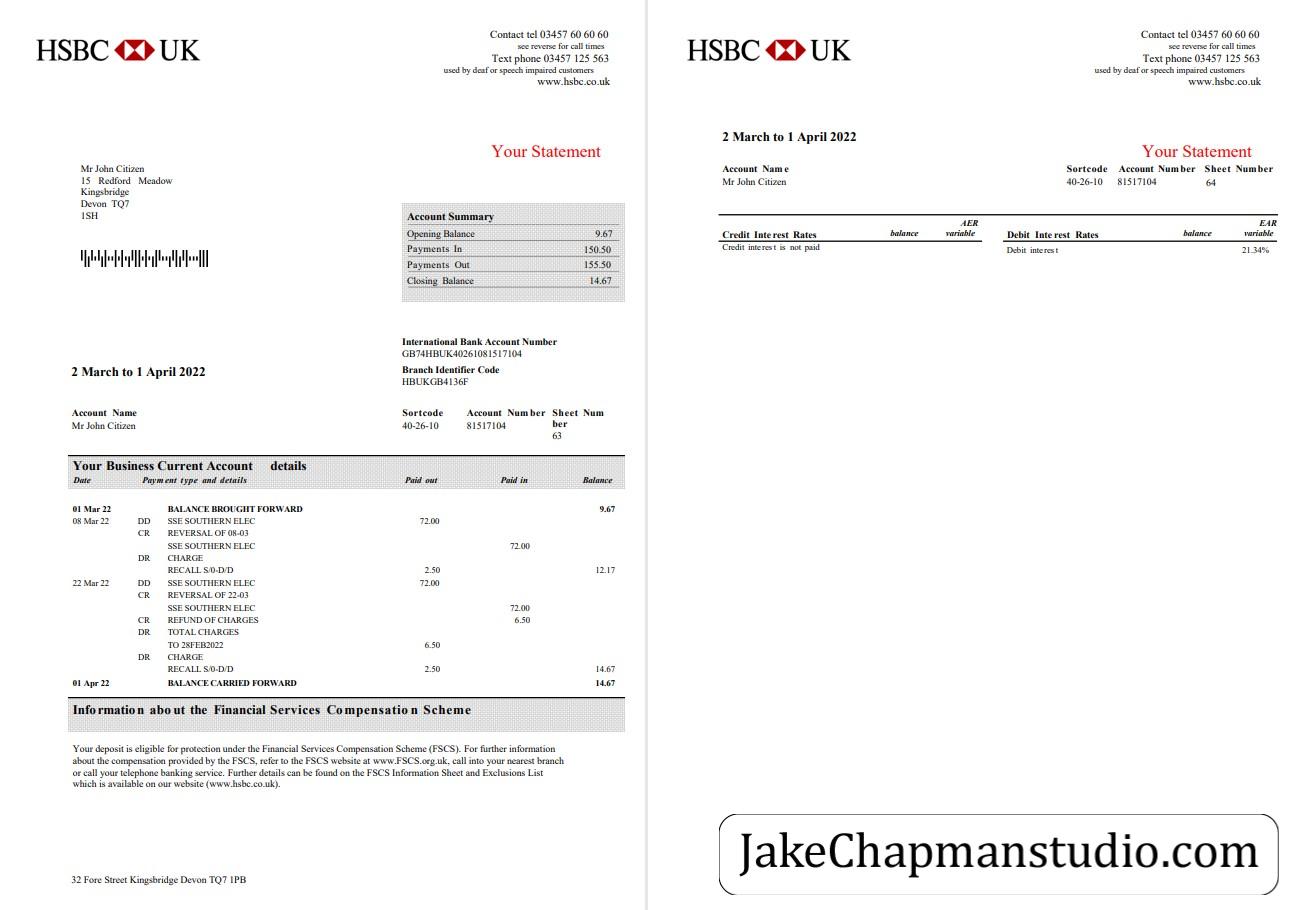 HSBC UK
Contact tel 03457 60 60 60
see reverse for call times
Text phone 03457 125 563
used by deaf or speech impaired customers
www.hsbc.co.uk
Your Statement
Mr John Citizen
15 Redford Meadow
Kingsbridge
Devon TQ7
1SH
Account Summary
Opening Balance 9.67
Payments In 150.50
Payments Out 155.50
Closing Balance 14.67
International Bank Account Number
GB74HBUK40261081517104
2 March to 1 April 2022
Branch Identifier Code
HBUKGB4136F
Account Name Sortcode Account Number Sheet Num
ber
Mr John Citizen 40-26-10 81517104
63
Your Business Current Account details
Date Payment type and details Paid out Paid in Balance
01 Mar 22 BALANCE BROUGHT FORWARD 9.67
08 Mar 22 DD SSE SOUTHERN ELEC 72.00
CR REVERSAL OF 08-03
SSE SOUTHERN ELEC 72.00
DR CHARGE
RECALL S/0-D/D 2.50 12.17
22 Mar 22 DD SSE SOUTHERN ELEC 72.00
CR REVERSAL OF 22-03
SSE SOUTHERN ELEC 72.00
CR REFUND OF CHARGES 6.50
DR TOTAL CHARGES
TO 28FEB2022 6.50
DR CHARGE
RECALL S/0-D/D 2.50 14.67
01 Apr 22 BALANCE CARRIED FORWARD 14.67
Information about the Financial Services Compensation Scheme
Your deposit is eligible for protection under the Financial Services Compensation Scheme (FSCS). For further information
about the compensation provided by the FSCS, refer to the FSCS website at www.FSCS.org.uk, call into your nearest branch
or call your telephone banking service. Further details can be found on the FSCS Information Sheet and Exclusions List
which is available on our website (www.hsbc.co.uk).
32 Fore Street Kingsbridge Devon TQ7 1PB
HSBC UK
Contact tel 03457 60 60 60
see reverse for call times
Text phone 03457 125 563
used by deaf or speech impaired customers
www.hsbc.co.uk
2 March to 1 April 2022
Your Statement
Account Name Sortcode Account Number Sheet Number
Mr John Citizen 40-26-10 81517104 64
AER EAR
Credit Interest Rates balance variable Debit Interest Rates balance variable
Credit interest is not paid Debit interest 21.34%
JakeChapmanstudio.com